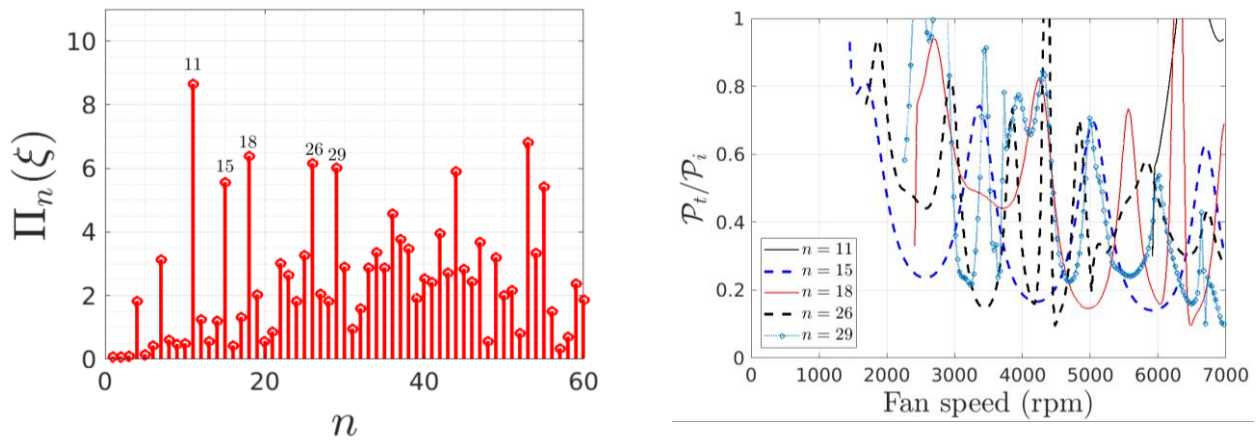 10
8
6
4
2
0
11
15
18
26
29
0
20
40
60
n
Πₙ(ξ)
1
0.8
0.6
0.4
0.2
0
n = 11
n = 15
n = 18
n = 26
n = 29
0 1000 2000 3000 4000 5000 6000 7000
Fan speed (rpm)
𝒫ₜ/𝒫ᵢ